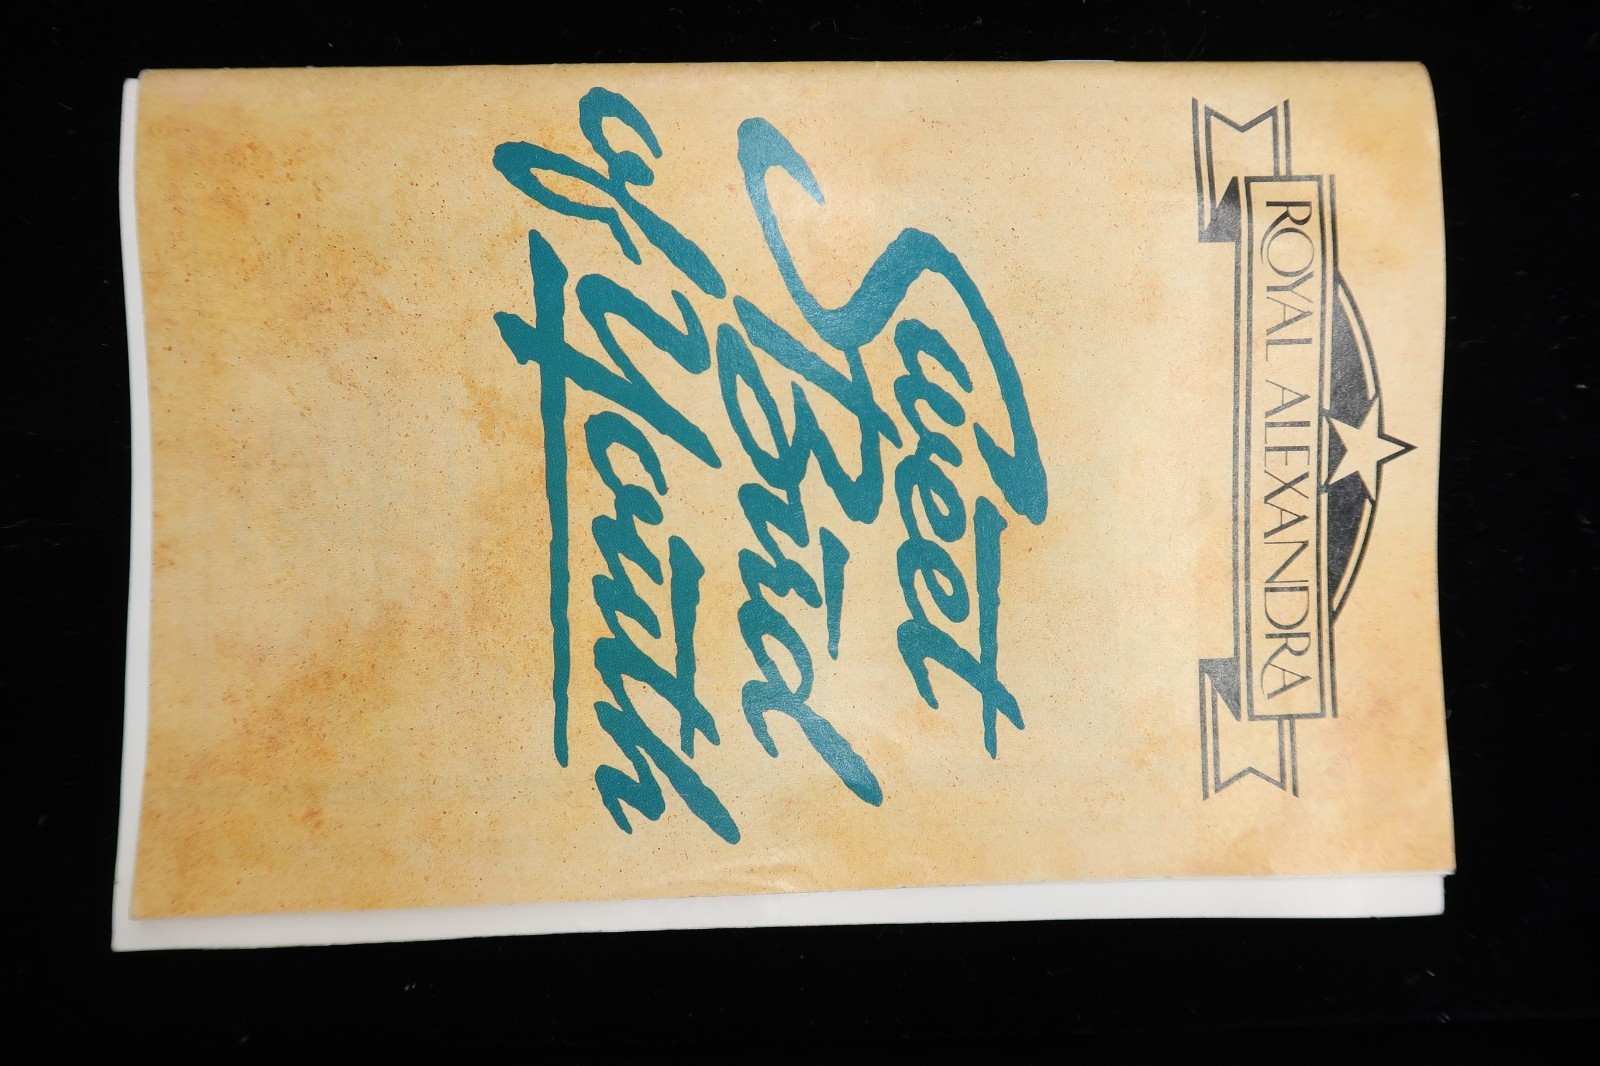 ROYAL ALEXANDRA
Sweet
Bird
of Youth